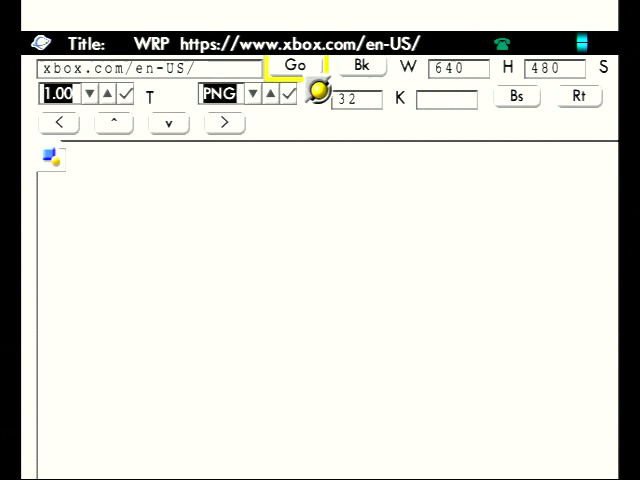 Title: WRP https://www.xbox.com/en-US/
xbox.com/en-US/ Go Bk W 640 H 480 S
1.00 T PNG 32 K Bs Rt
< ^ v >